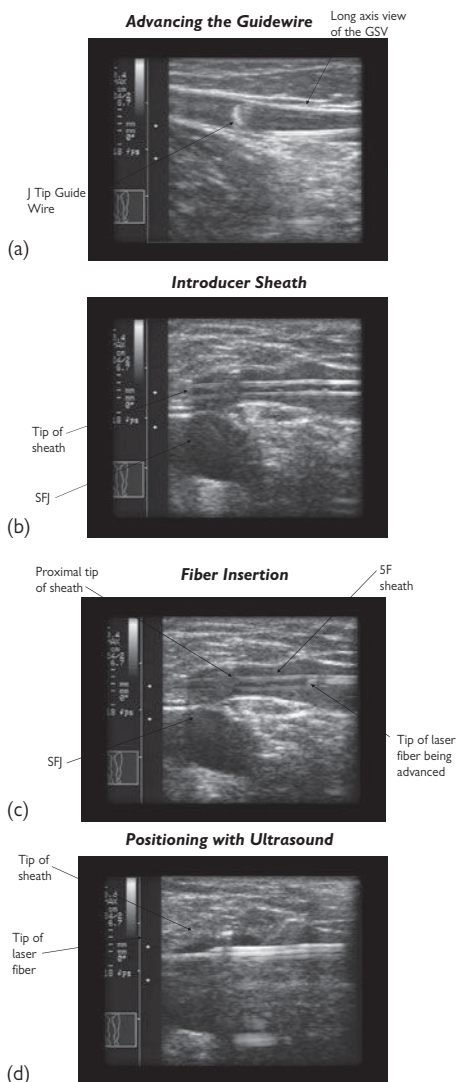 Advancing the Guidewire
Long axis view
of the GSV
J Tip Guide
Wire
(a)
Introducer Sheath
Tip of
sheath
SFJ
(b)
Proximal tip
of sheath
Fiber Insertion
5F
sheath
SFJ
Tip of laser
fiber being
advanced
(c)
Positioning with Ultrasound
Tip of
sheath
Tip of
laser
fiber
(d)